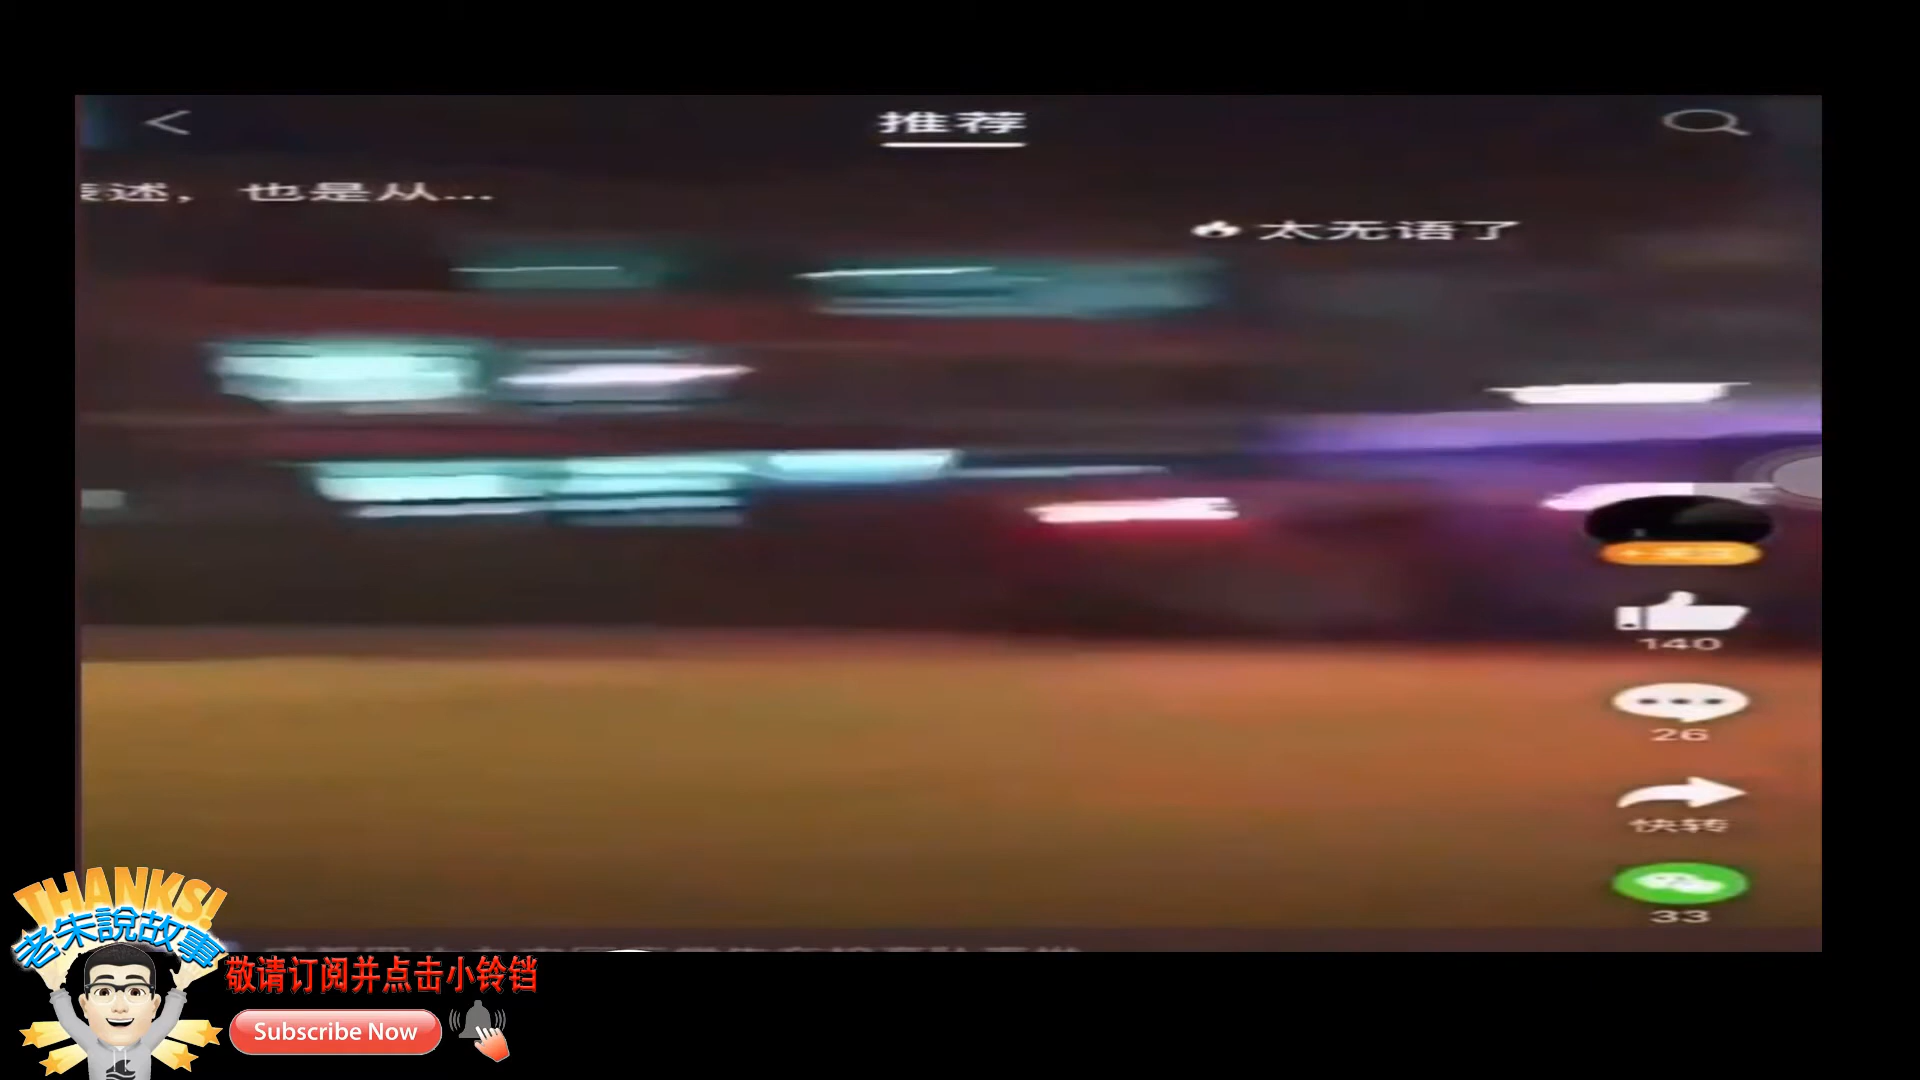 推荐
述，也是从...
太无语了
140
26
快转
33
THANKS!
老朱說故事
敬请订阅并点击小铃铛
Subscribe Now